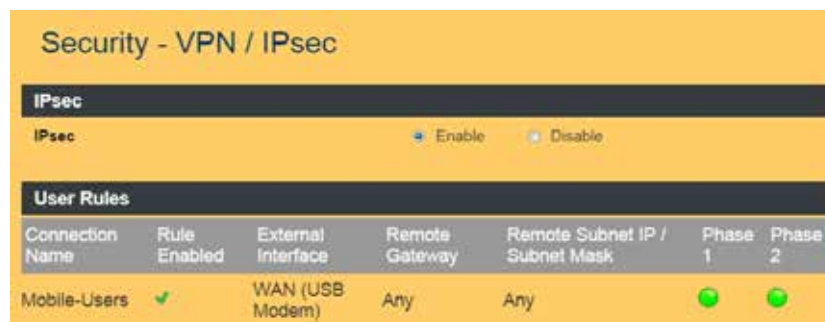 Security - VPN / IPsec
IPsec
IPsec Enable Disable
User Rules
Connection Name Rule Enabled External Interface Remote Gateway Remote Subnet IP / Subnet Mask Phase 1 Phase 2
Mobile-Users WAN (USB Modem) Any Any